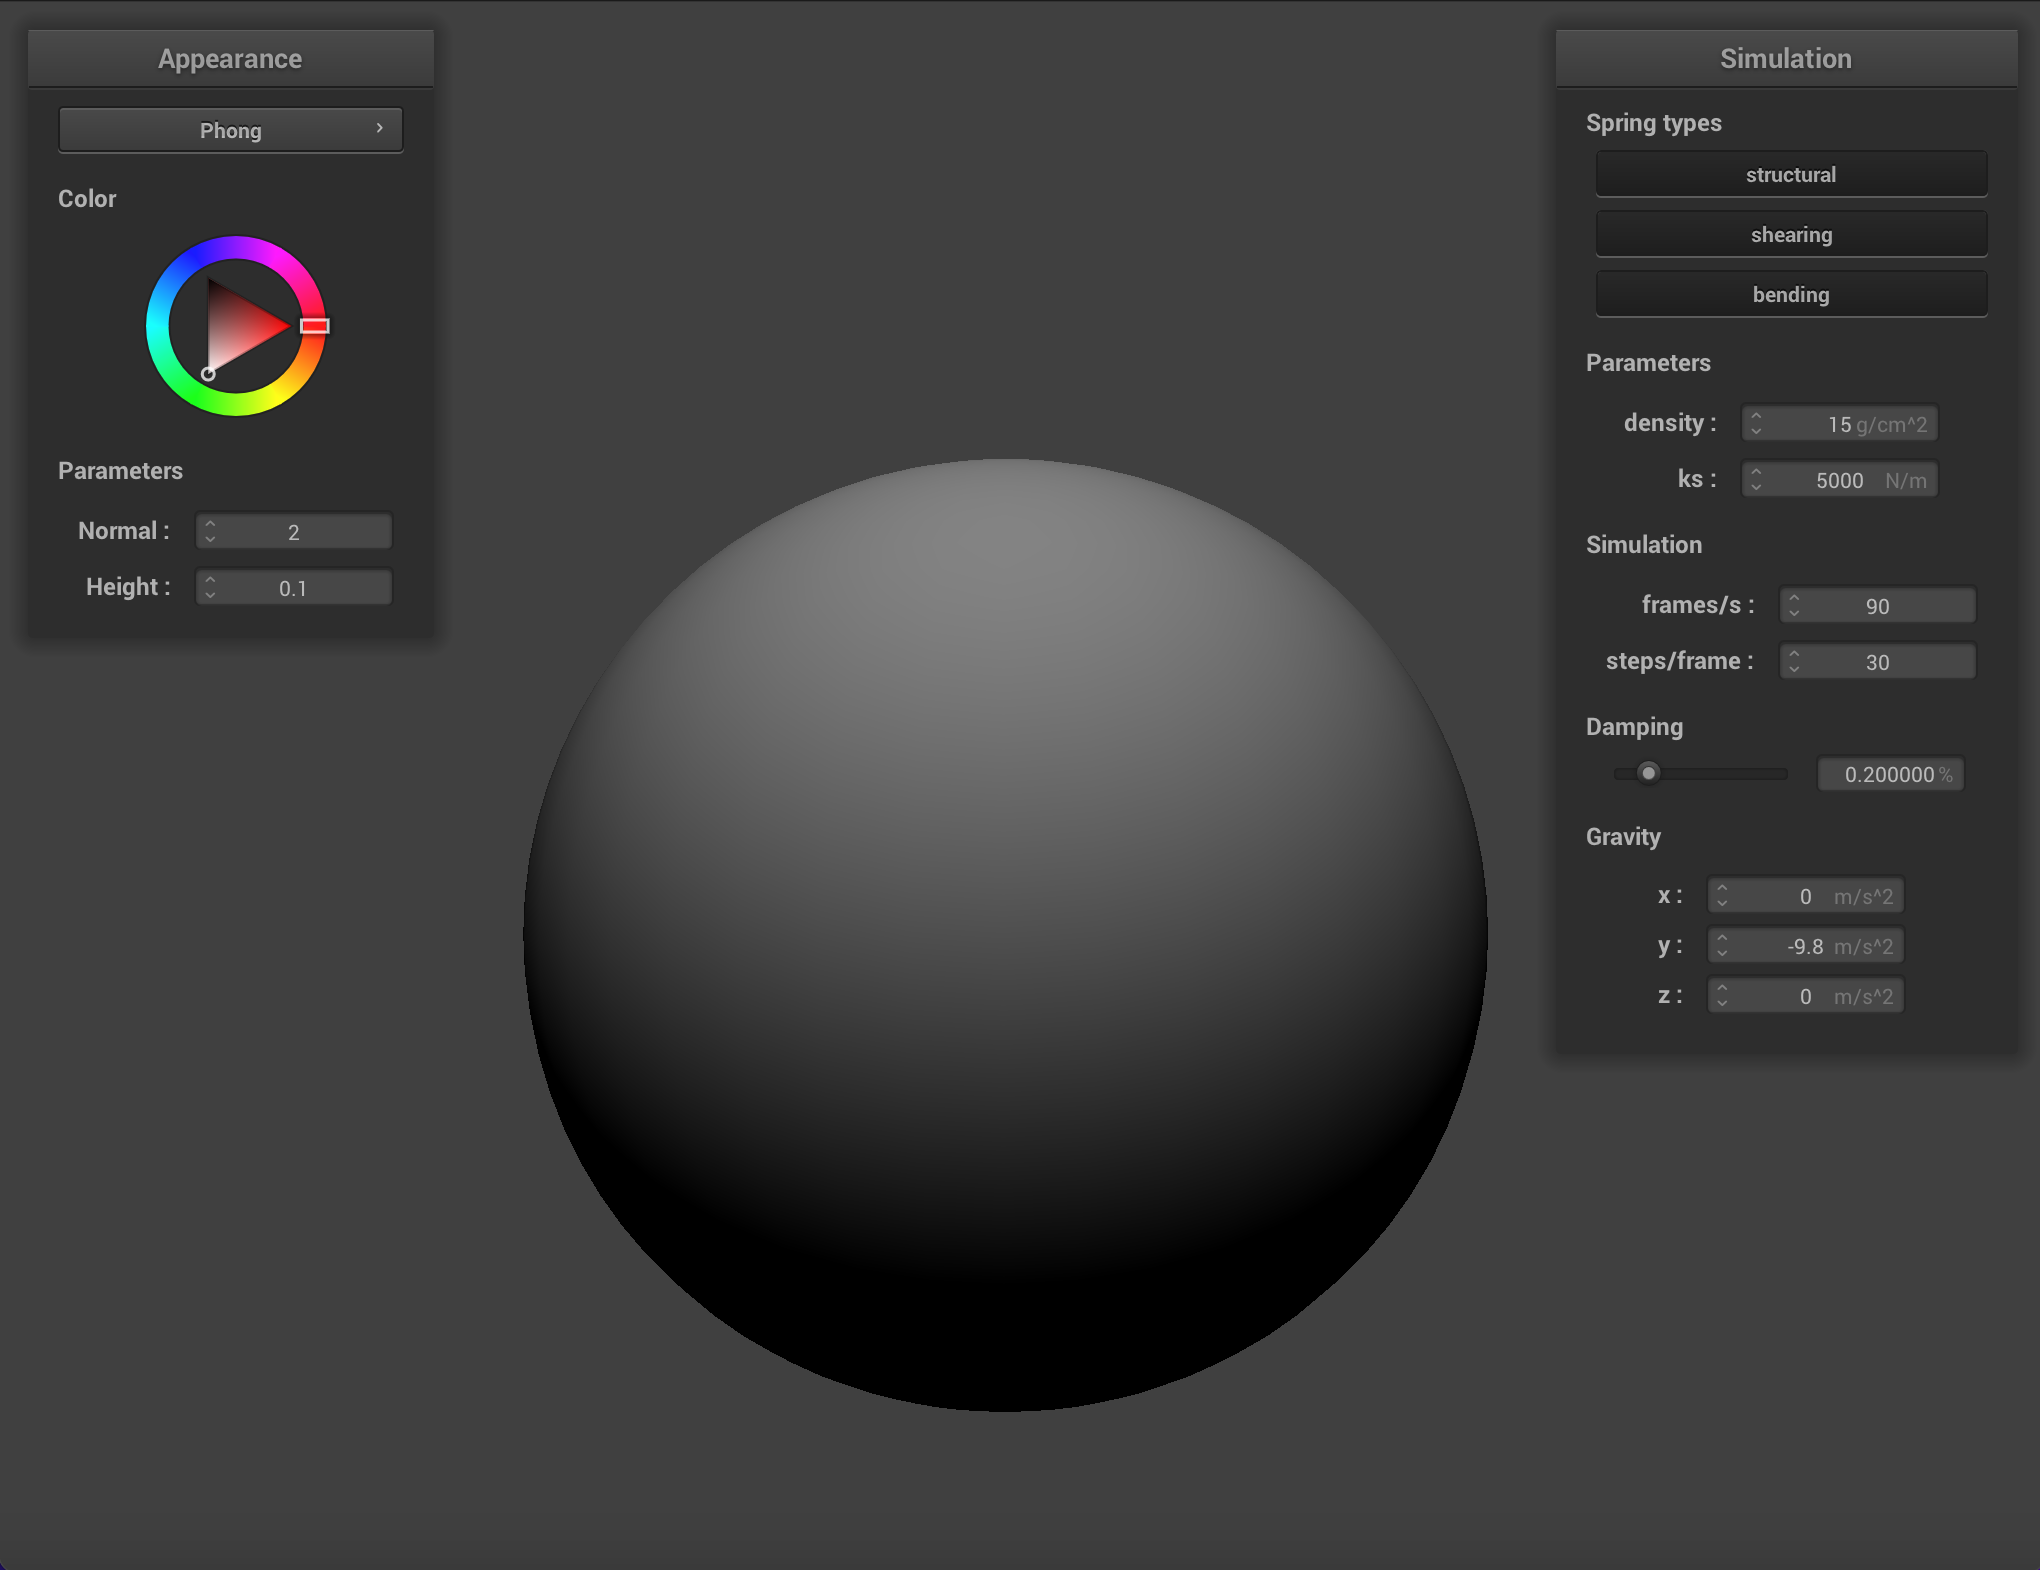 Appearance
Phong
Color
Parameters
Normal : 2
Height : 0.1
Simulation
Spring types
structural
shearing
bending
Parameters
density : 15 g/cm^2
ks : 5000 N/m
Simulation
frames/s : 90
steps/frame : 30
Damping
0.200000 %
Gravity
x : 0 m/s^2
y : -9.8 m/s^2
z : 0 m/s^2